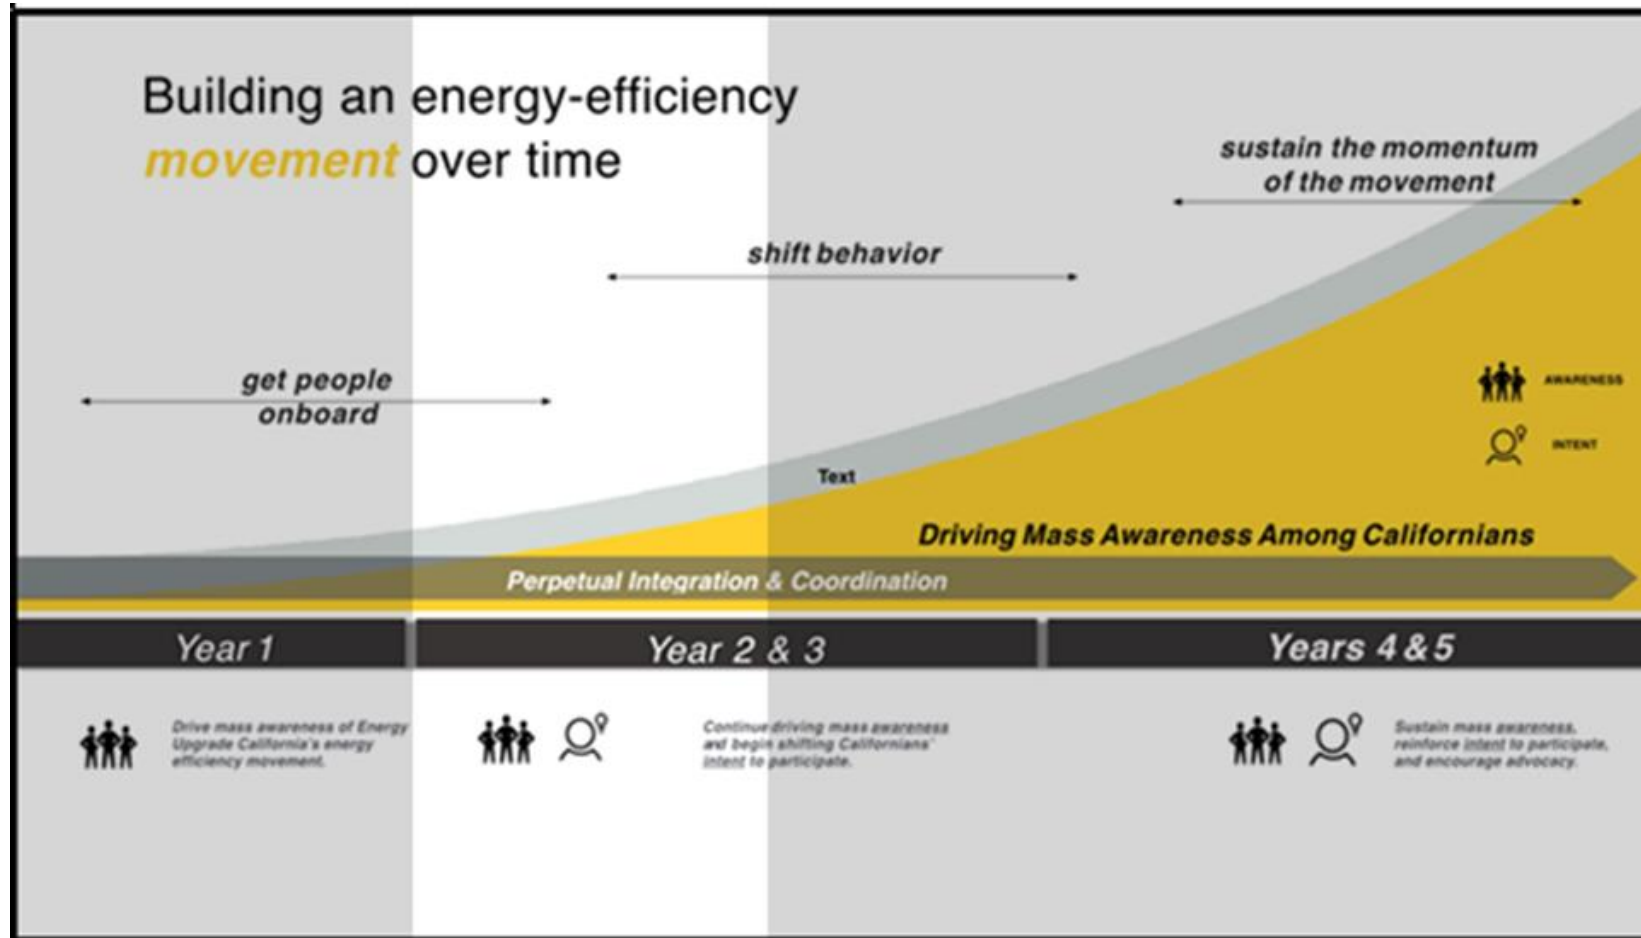 Building an energy-efficiency
movement over time
sustain the momentum
of the movement
shift behavior
get people
onboard
AWARENESS
Text
INTENT
Driving Mass Awareness Among Californians
Perpetual Integration & Coordination
Year 1
Year 2 & 3
Years 4 & 5
Drive mass awareness of Energy
Upgrade California's energy
efficiency movement.
Continue driving mass awareness
and begin shifting Californians'
intent to participate.
Sustain mass awareness,
reinforce intent to participate,
and encourage advocacy.